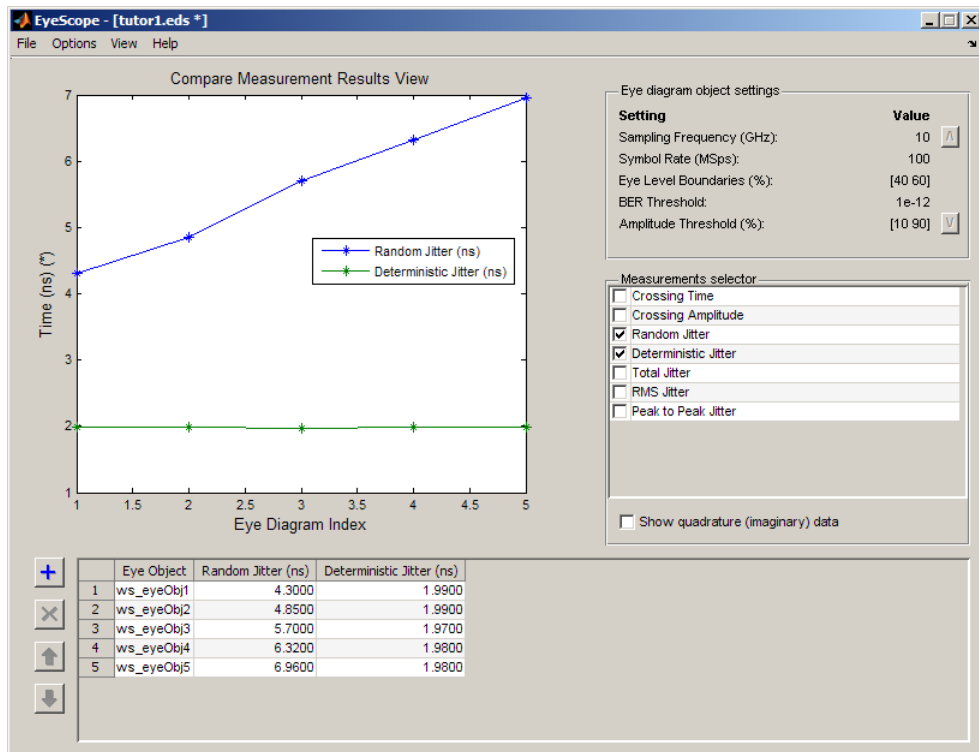 EyeScope - [tutor1.eds *]
File Options View Help
Compare Measurement Results View
7
6
5
4
3
2
1
Time (ns) (*)
Random Jitter (ns)
Deterministic Jitter (ns)
1 1.5 2 2.5 3 3.5 4 4.5 5
Eye Diagram Index
Eye diagram object settings
Setting Value
Sampling Frequency (GHz): 10
Symbol Rate (MSps): 100
Eye Level Boundaries (%): [40 60]
BER Threshold: 1e-12
Amplitude Threshold (%): [10 90]
Measurements selector
Crossing Time
Crossing Amplitude
Random Jitter
Deterministic Jitter
Total Jitter
RMS Jitter
Peak to Peak Jitter
Show quadrature (imaginary) data
Eye Object Random Jitter (ns) Deterministic Jitter (ns)
1 ws_eyeObj1 4.3000 1.9900
2 ws_eyeObj2 4.8500 1.9900
3 ws_eyeObj3 5.7000 1.9700
4 ws_eyeObj4 6.3200 1.9800
5 ws_eyeObj5 6.9600 1.9800